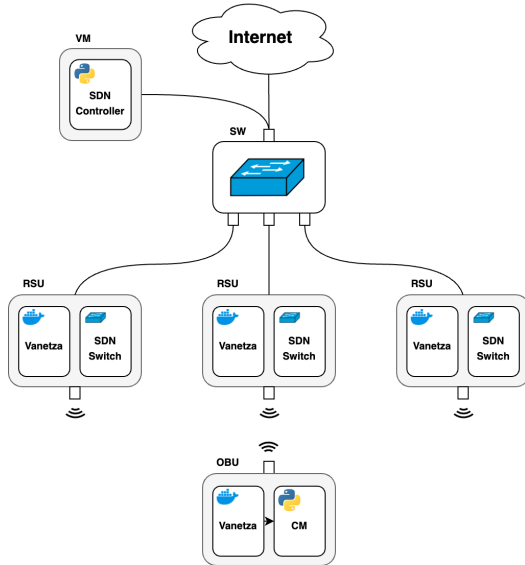 Internet
VM
SDN
Controller
SW
RSU
Vanetza
SDN
Switch
RSU
Vanetza
SDN
Switch
RSU
Vanetza
SDN
Switch
OBU
Vanetza
CM